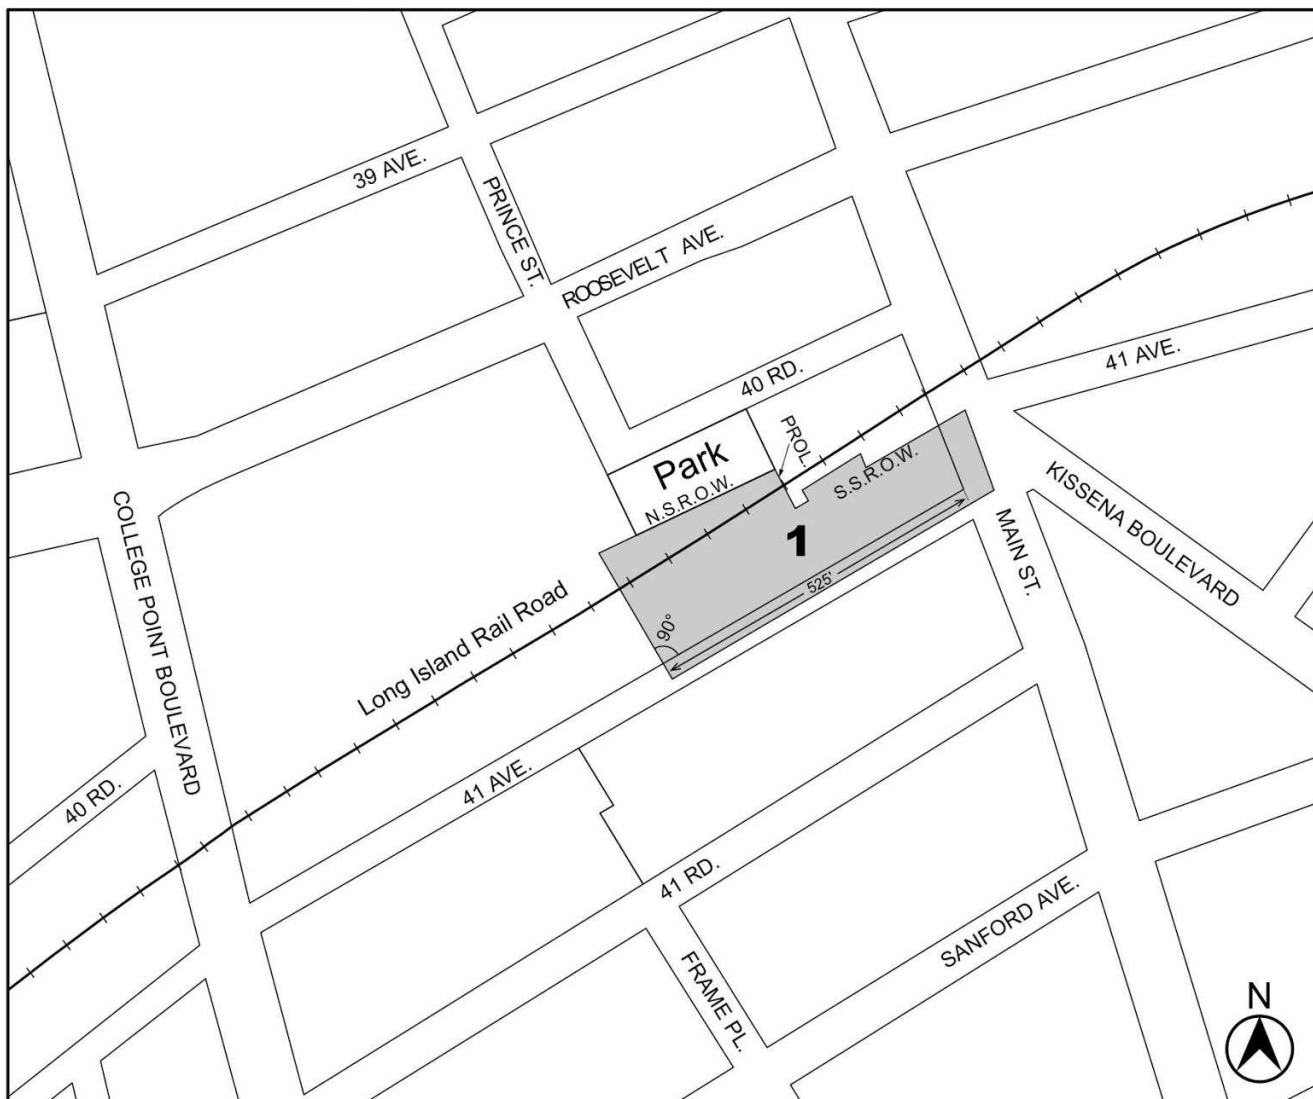 39 AVE.
PRINCE ST.
ROOSEVELT AVE.
40 RD.
41 AVE.
PROL.
Park
N.S.R.O.W.
S.S.R.O.W.
KISSENA BOULEVARD
COLLEGE POINT BOULEVARD
1
MAIN ST.
525'
90°
Long Island Rail Road
40 RD.
41 AVE.
41 RD.
SANFORD AVE.
FRAME PL.
N